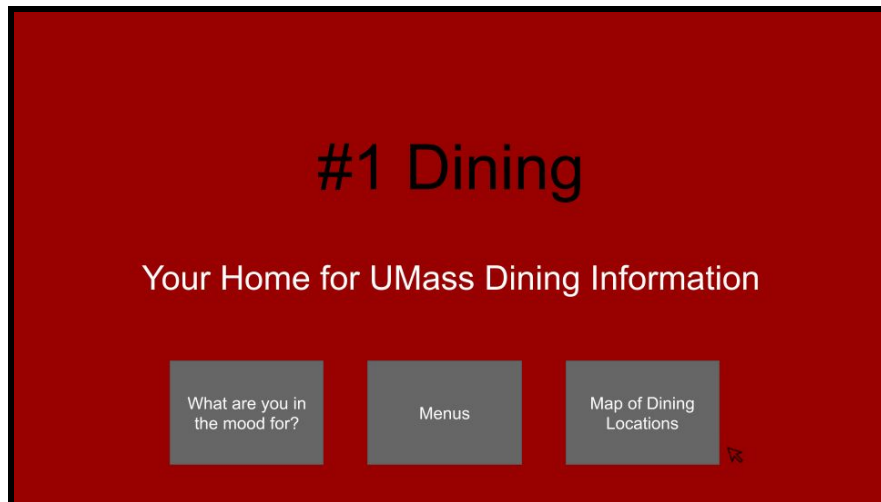 #1 Dining
Your Home for UMass Dining Information
What are you in
the mood for?
Menus
Map of Dining
Locations